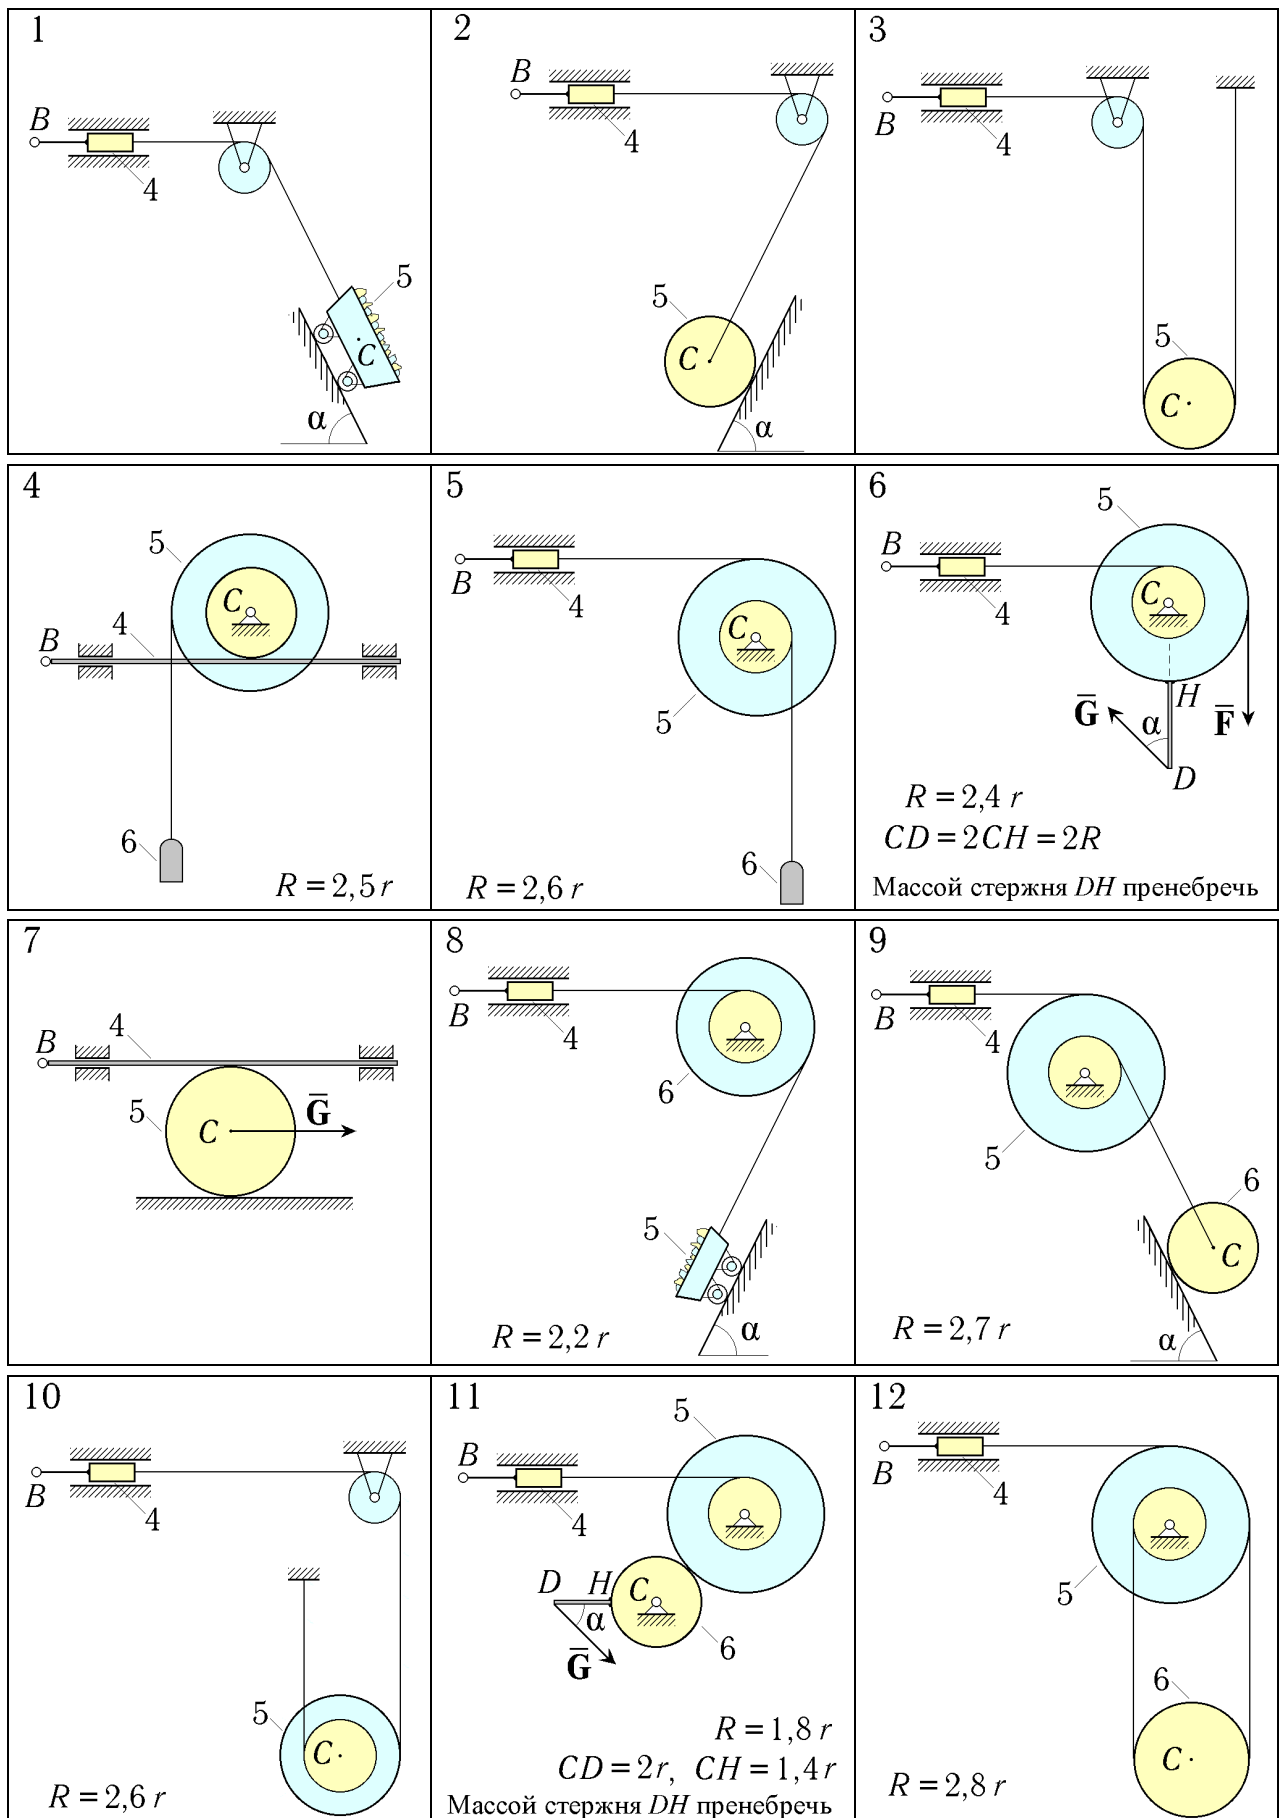 1
B
4
5
C
α
2
B
4
5
C
α
3
B
4
5
C
4
5
C
B
4
6
R = 2,5 r
5
B
4
C
5
6
R = 2,6 r
6
5
B
C
4
H
G̅
α
F̅
D
R = 2,4 r
CD = 2CH = 2R
Массой стержня DH пренебречь
7
B
4
5
C
G̅
8
B
4
6
5
α
R = 2,2 r
9
B
4
5
6
C
α
R = 2,7 r
10
B
4
5
C
R = 2,6 r
11
5
B
4
D
H
C
α
6
G̅
R = 1,8 r
CD = 2r, CH = 1,4 r
Массой стержня DH пренебречь
12
B
4
5
6
C
R = 2,8 r